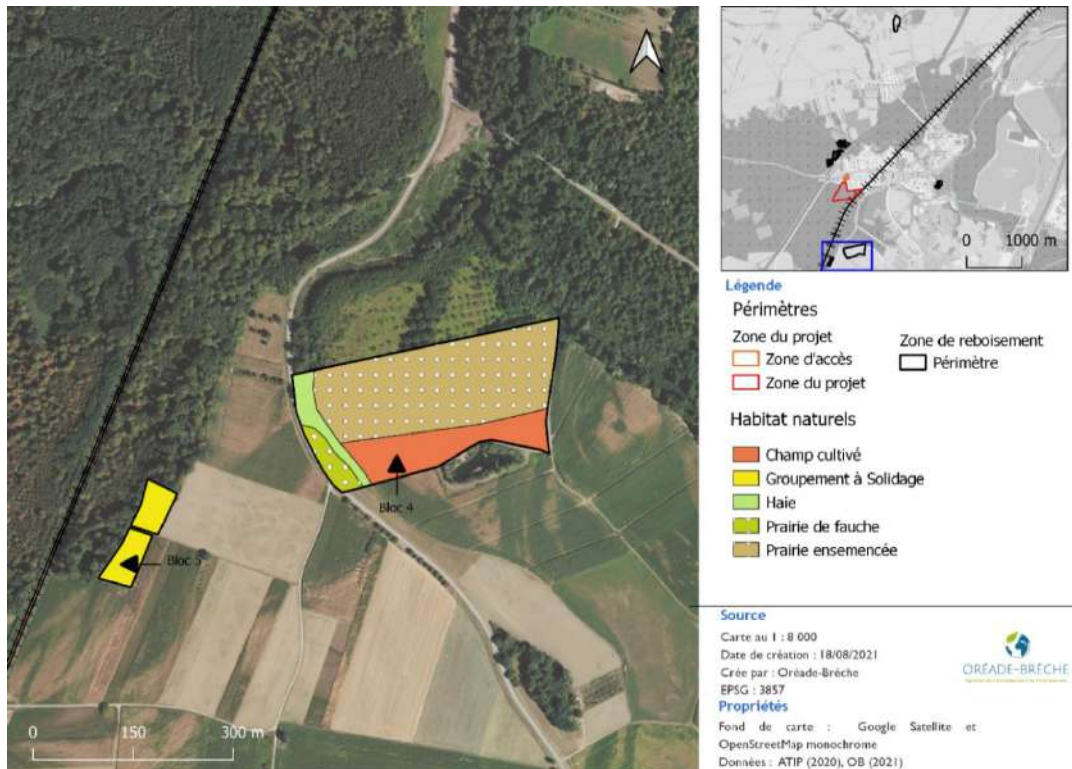 Bloc 4
Bloc 5
0 150 300 m
0 1000 m
Légende
Périmètres
Zone du projet
Zone d'accès
Zone du projet
Zone de reboisement
Périmètre
Habitat naturels
Champ cultivé
Groupement à Solidage
Haie
Prairie de fauche
Prairie ensemencée
Source
Carte au 1 : 8 000
Date de création : 18/08/2021
Crée par : Oréade-Brèche
EPSG : 3857
Propriétés
Fond de carte : Google Satellite et
OpenStreetMap monochrome
Données : ATIP (2020), OB (2021)
ORÉADE-BRÈCHE